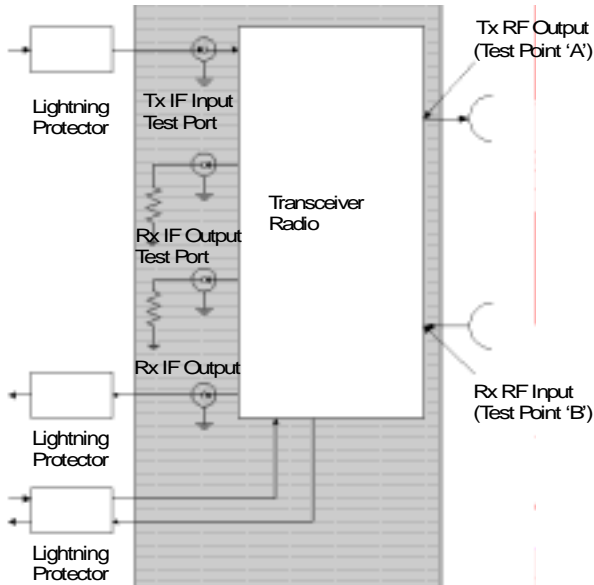 Tx RF Output
(Test Point 'A')
Lightning
Protector
Tx IF Input
Test Port
Transceiver
Radio
Rx IF Output
Test Port
Rx IF Output
Rx RF Input
(Test Point 'B')
Lightning
Protector
Lightning
Protector